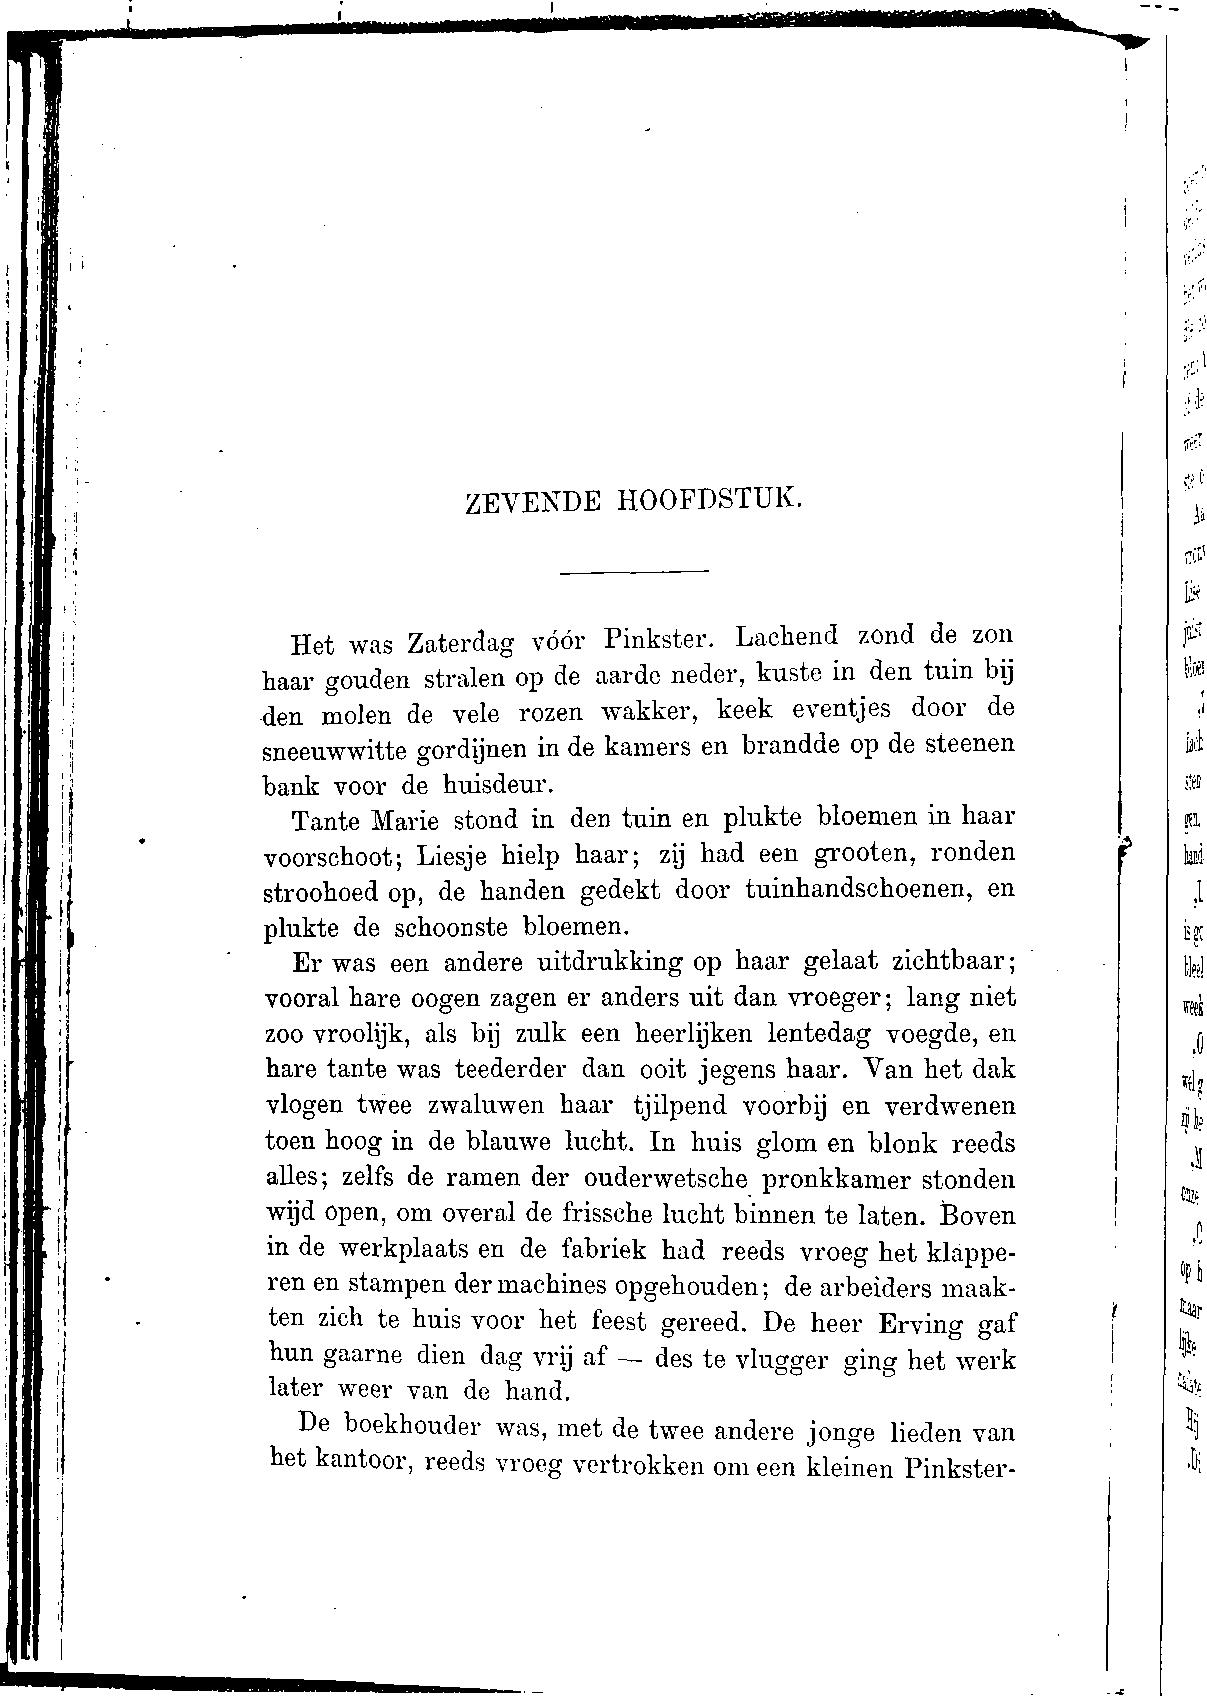 ZEVENDE HOOFDSTUK.
Het was Zaterdag vóór Pinkster. Lachend zond de zon
haar gouden stralen op de aarde neder, kuste in den tuin bij
den molen de vele rozen wakker, keek eventjes door de
sneeuwwitte gordijnen in de kamers en brandde op de steenen
bank voor de huisdeur.
Tante Marie stond in den tuin en plukte bloemen in haar
voorschoot; Liesje hielp haar; zij had een grooten, ronden
stroohoed op, de handen gedekt door tuinhandschoenen, en
plukte de schoonste bloemen.
Er was een andere uitdrukking op haar gelaat zichtbaar;
vooral hare oogen zagen er anders uit dan vroeger; lang niet
zoo vroolijk, als bij zulk een heerlijken lentedag voegde, en
hare tante was teederder dan ooit jegens haar. Van het dak
vlogen twee zwaluwen haar tjilpend voorbij en verdwenen
toen hoog in de blauwe lucht. In huis glom en blonk reeds
alles; zelfs de ramen der ouderwetsche pronkkamer stonden
wijd open, om overal de frissche lucht binnen te laten. Boven
in de werkplaats en de fabriek had reeds vroeg het klappe-
ren en stampen der machines opgehouden; de arbeiders maak-
ten zich te huis voor het feest gereed. De heer Erving gaf
hun gaarne dien dag vrij af — des te vlugger ging het werk
later weer van de hand.
De boekhouder was, met de twee andere jonge lieden van
het kantoor, reeds vroeg vertrokken om een kleinen Pinkster-